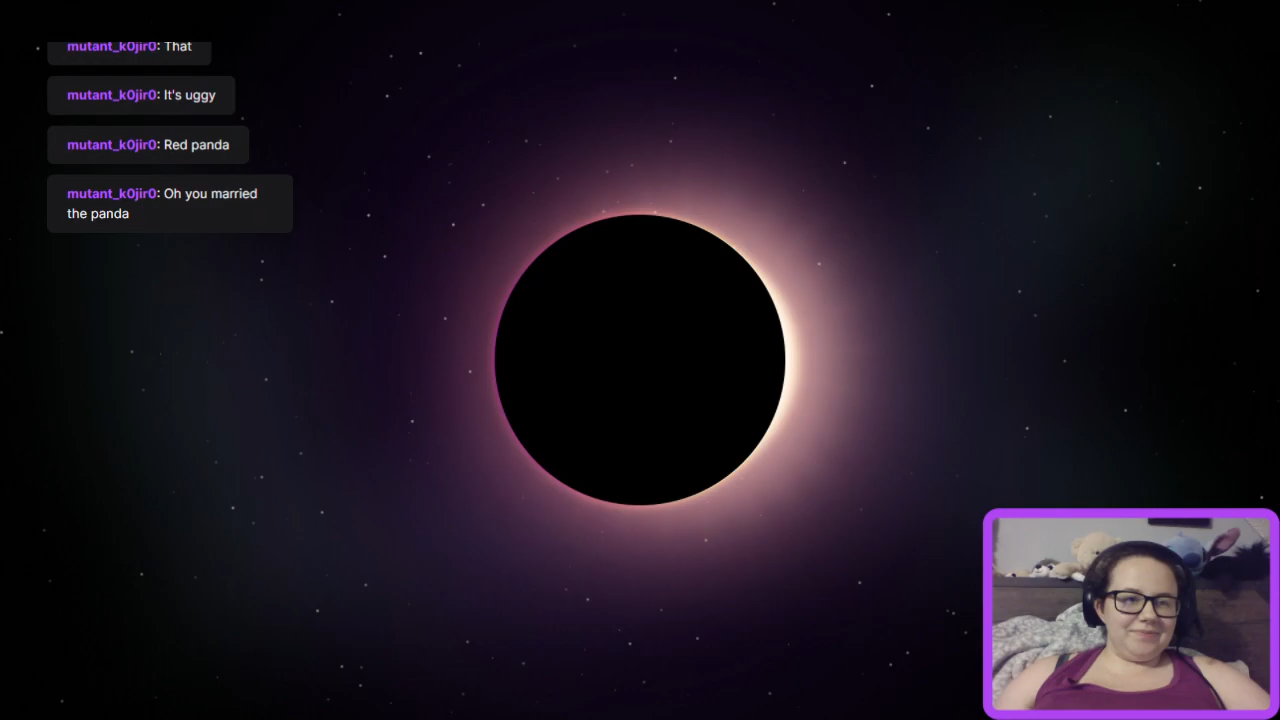 mutant_k0jir0: That
mutant_k0jir0: It's uggy
mutant_k0jir0: Red panda
mutant_k0jir0: Oh you married
the panda